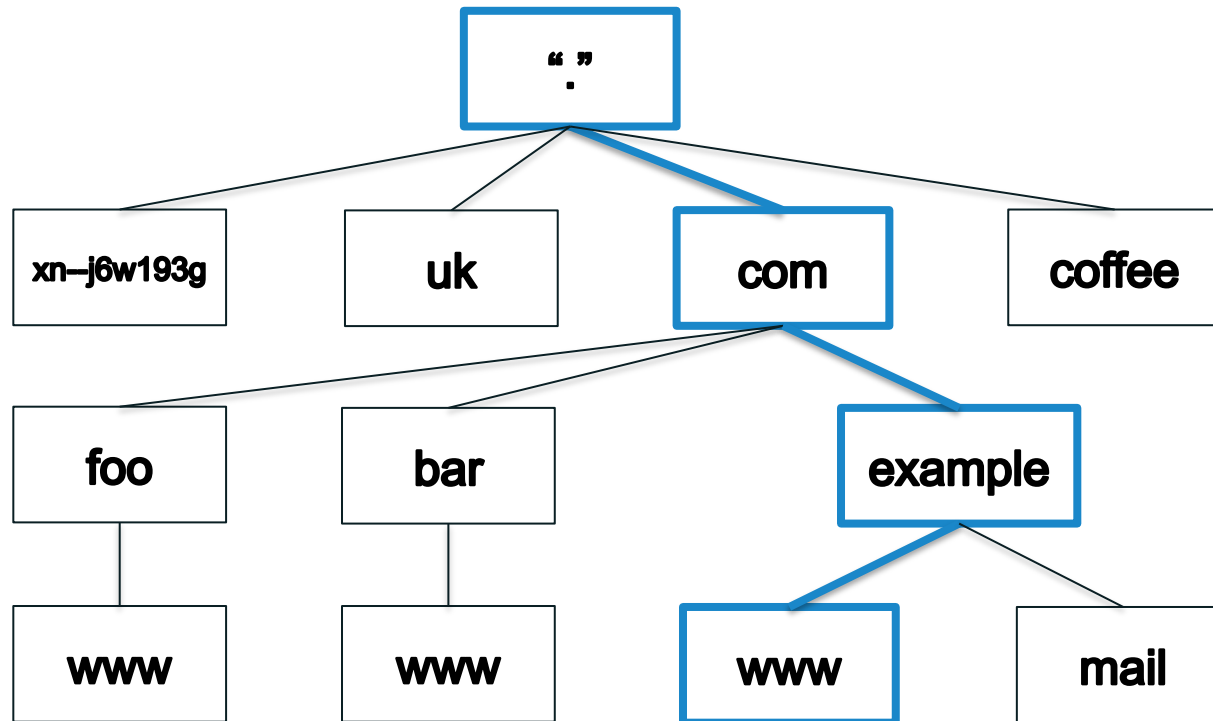 “.”
xn--j6w193g
uk
com
coffee
foo
bar
example
www
www
www
mail